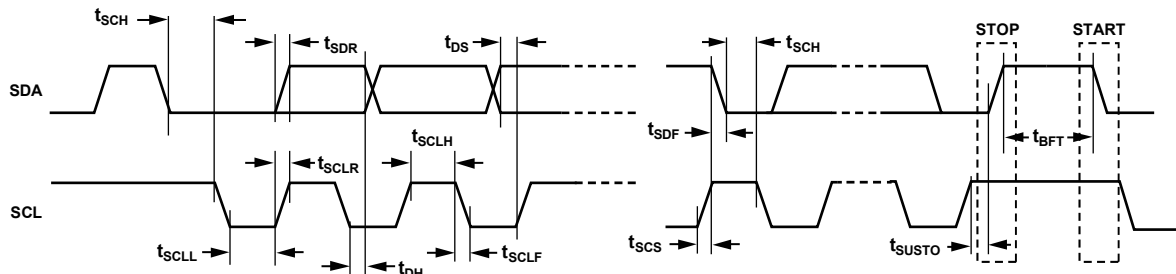 STOP START
tSCH
tSDR
tDS
tSCH
SDA
tSDF
tBFT
tSCLR
tSCLH
SCL
tSCLL
tDH
tSCLF
tSCS
tSUSTO